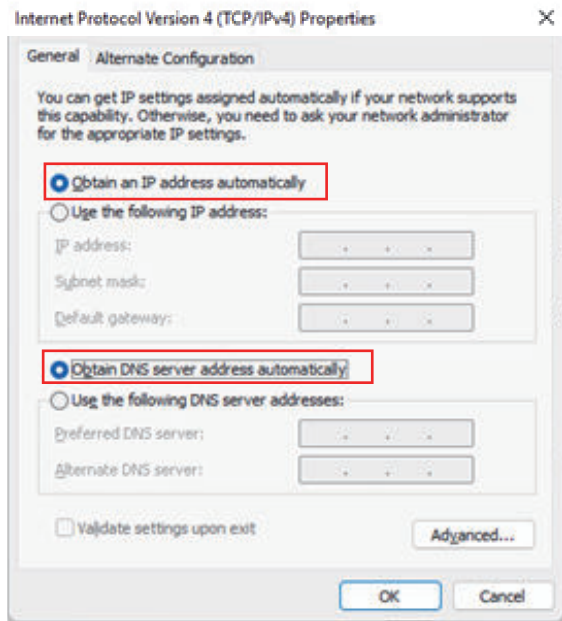 Internet Protocol Version 4 (TCP/IPv4) Properties
General
Alternate Configuration
You can get IP settings assigned automatically if your network supports
this capability. Otherwise, you need to ask your network administrator
for the appropriate IP settings.
Obtain an IP address automatically
Use the following IP address:
IP address:
Subnet mask:
Default gateway:
Obtain DNS server address automatically
Use the following DNS server addresses:
Preferred DNS server:
Alternate DNS server:
Validate settings upon exit
Advanced...
OK
Cancel